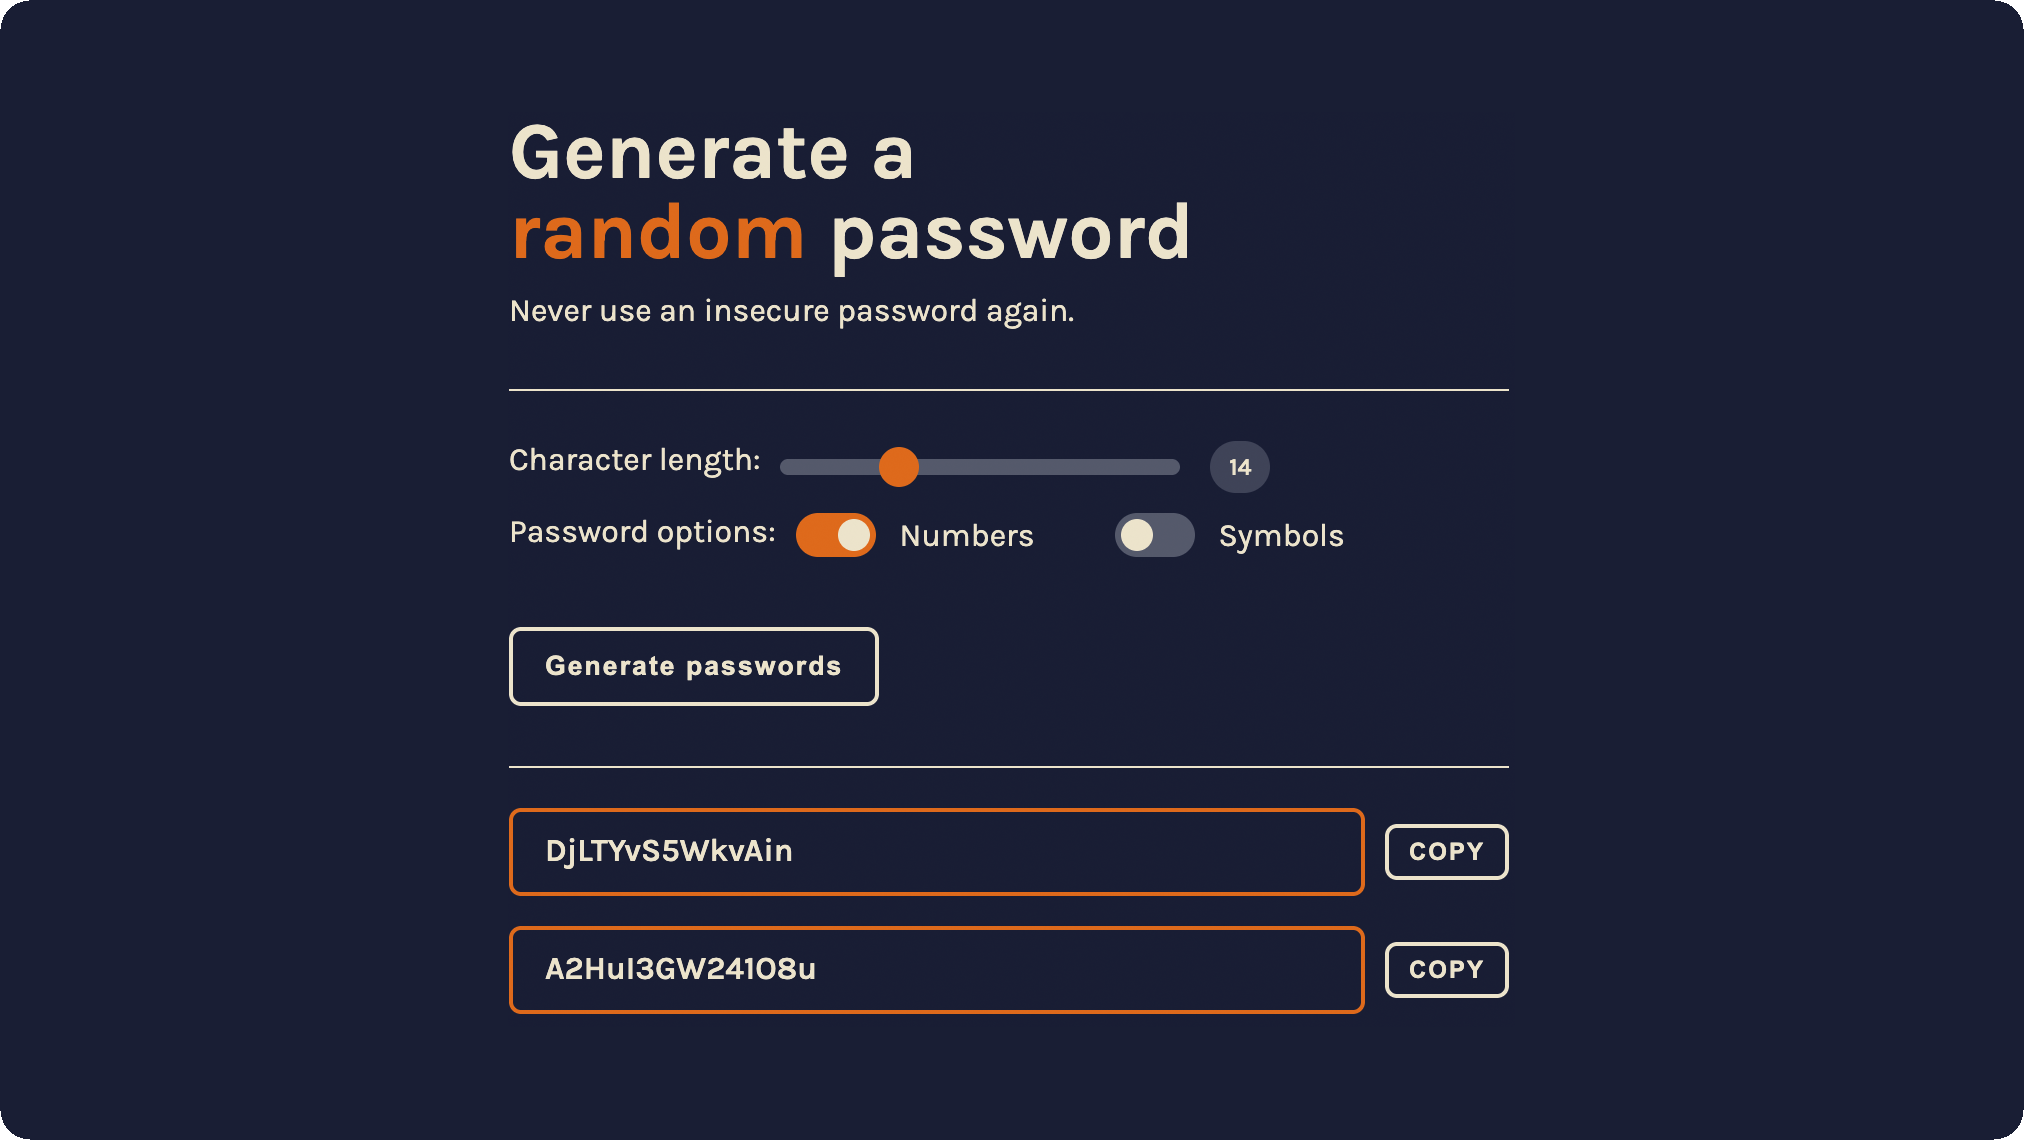 Generate a
random password
Never use an insecure password again.
Character length: 14
Password options: Numbers Symbols
Generate passwords
DjLTYvS5WkvAin COPY
A2HuI3GW241O8u COPY